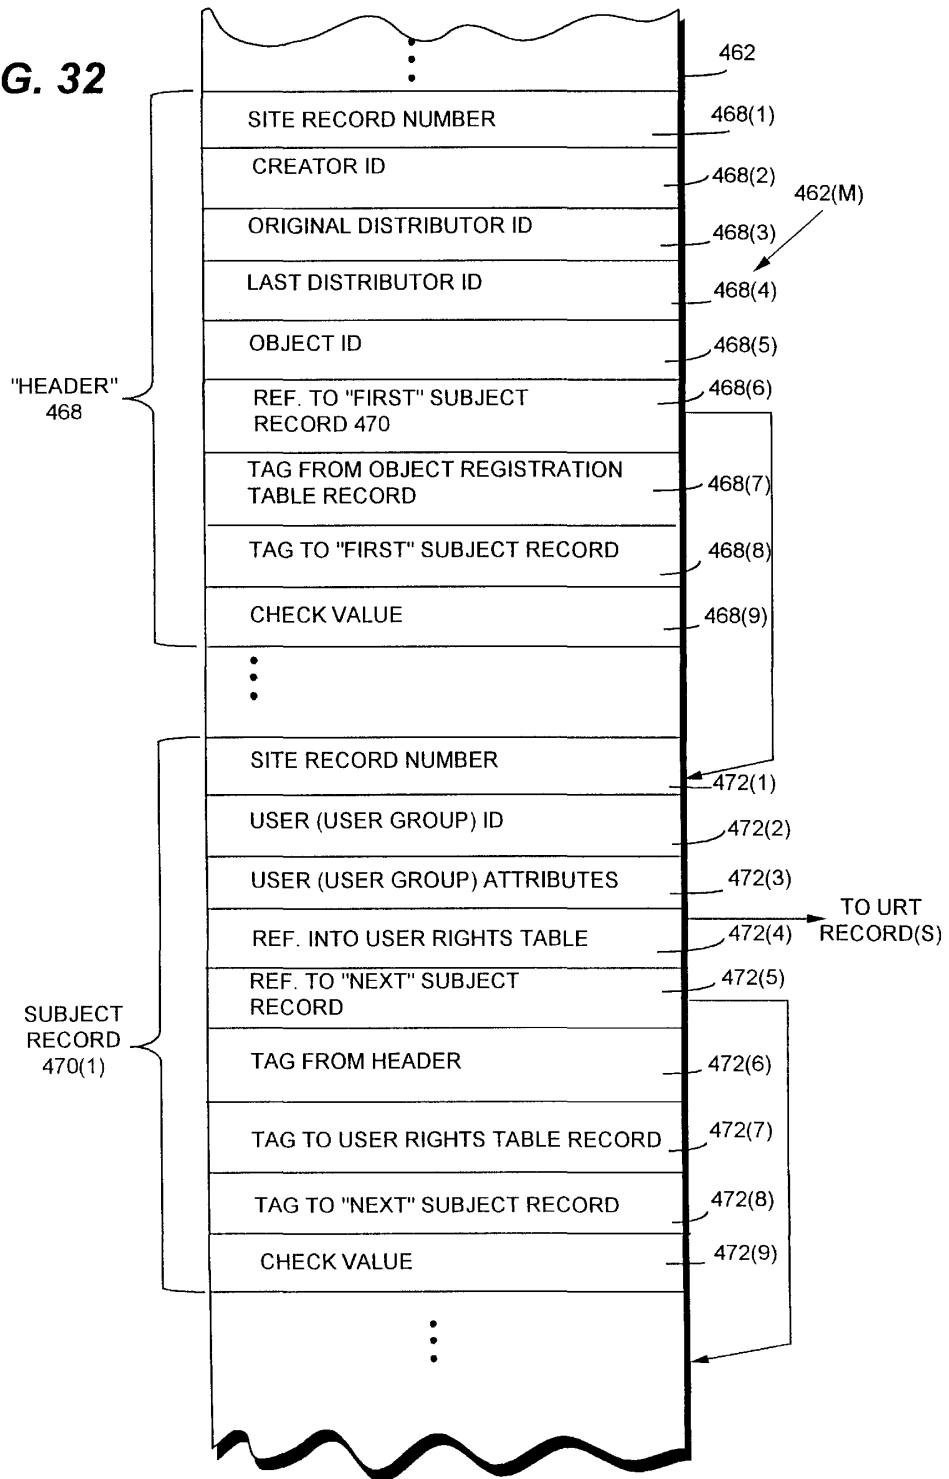 G. 32
462
SITE RECORD NUMBER
468(1)
CREATOR ID
468(2)
462(M)
ORIGINAL DISTRIBUTOR ID
468(3)
LAST DISTRIBUTOR ID
468(4)
OBJECT ID
468(5)
"HEADER"
468
REF. TO "FIRST" SUBJECT
RECORD 470
468(6)
TAG FROM OBJECT REGISTRATION
TABLE RECORD
468(7)
TAG TO "FIRST" SUBJECT RECORD
468(8)
CHECK VALUE
468(9)
SITE RECORD NUMBER
472(1)
USER (USER GROUP) ID
472(2)
USER (USER GROUP) ATTRIBUTES
472(3)
TO URT
RECORD(S)
REF. INTO USER RIGHTS TABLE
472(4)
REF. TO "NEXT" SUBJECT
RECORD
472(5)
SUBJECT
RECORD
470(1)
TAG FROM HEADER
472(6)
TAG TO USER RIGHTS TABLE RECORD
472(7)
TAG TO "NEXT" SUBJECT RECORD
472(8)
CHECK VALUE
472(9)